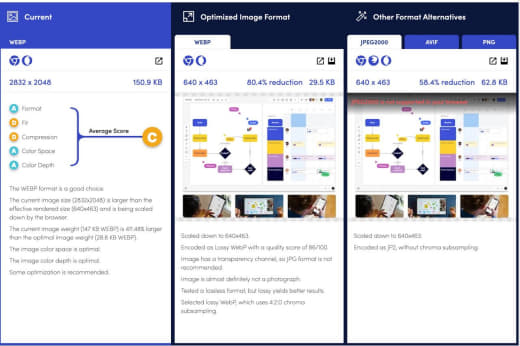 Current
WEBP
2832 x 2048 150.9 KB
A Format
D Fit
B Compression
A Color Space
A Color Depth
Average Score
C
The WEBP format is a good choice.
The current image size (2832x2048) is larger than the
effective rendered size (640x463) and is being scaled
down by the browser.
The current image weight (147 KB WEBP) is 411.48% larger
than the optimal image weight (28.8 KB WEBP).
The image color space is optimal.
The image color depth is optimal.
Some optimization is recommended.
Optimized Image Format
WEBP
640 x 463 80.4% reduction 29.5 KB
Scaled down to 640x463.
Encoded as Lossy WebP with a quality score of 86/100.
Image has a transparency channel, so JPG format is not
recommended.
Image is almost definitely not a photograph.
Tested a lossless format, but lossy yields better results.
Selected lossy WebP, which uses 4:2:0 chroma
subsampling.
Other Format Alternatives
JPEG2000 AVIF PNG
640 x 463 58.4% reduction 62.8 KB
Scaled down to 640x463.
Encoded as JP2, without chroma subsampling.